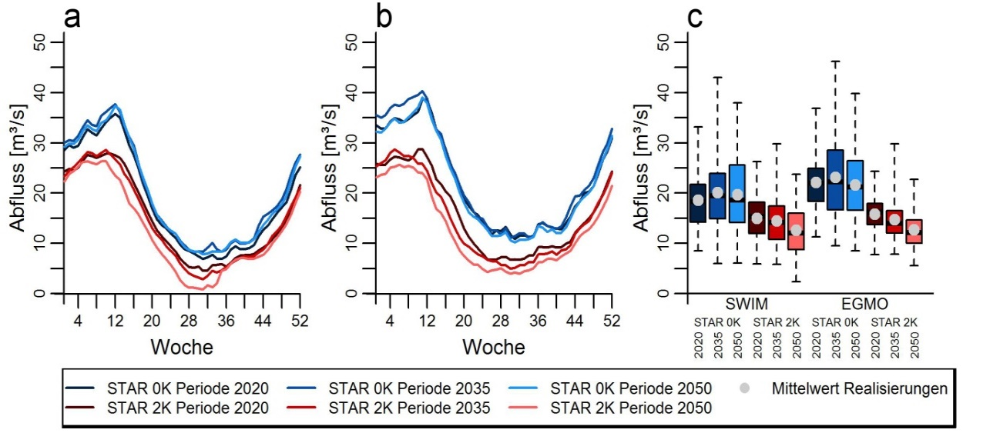 a
50
40
30
20
10
0
Abfluss [m³/s]
4 12 20 28 36 44 52
Woche
b
50
40
30
20
10
0
Abfluss [m³/s]
4 12 20 28 36 44 52
Woche
c
50
40
30
20
10
0
Abfluss [m³/s]
SWIM EGMO
STAR 0K STAR 2K STAR 0K STAR 2K
2020 2035 2050 2020 2035 2050 2020 2035 2050 2020 2035 2050
STAR 0K Periode 2020 STAR 0K Periode 2035 STAR 0K Periode 2050 Mittelwert Realisierungen
STAR 2K Periode 2020 STAR 2K Periode 2035 STAR 2K Periode 2050